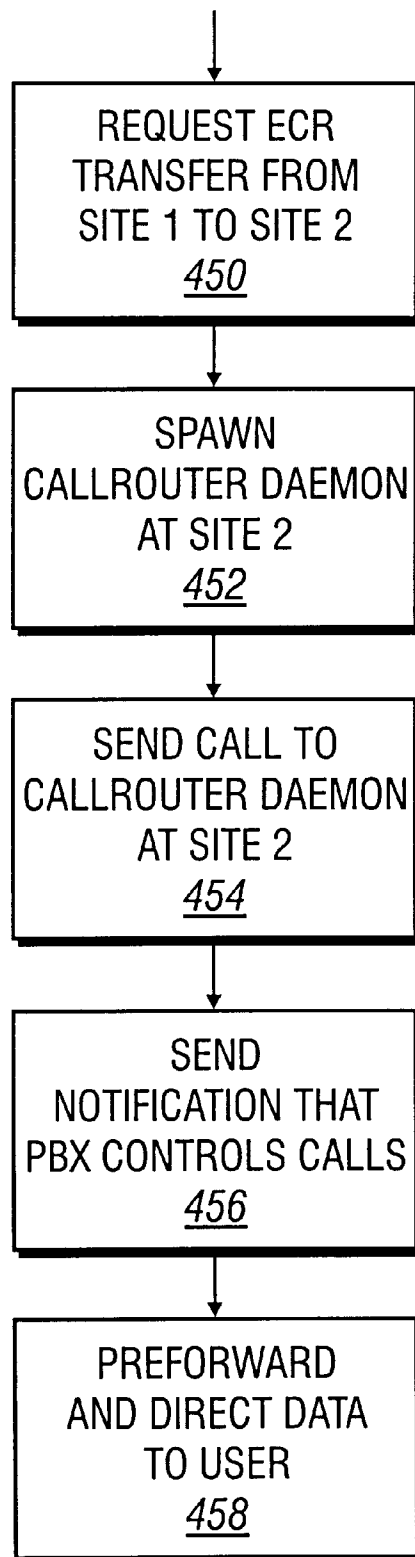 REQUEST ECR
TRANSFER FROM
SITE 1 TO SITE 2
450
SPAWN
CALLROUTER DAEMON
AT SITE 2
452
SEND CALL TO
CALLROUTER DAEMON
AT SITE 2
454
SEND
NOTIFICATION THAT
PBX CONTROLS CALLS
456
PREFORWARD
AND DIRECT DATA
TO USER
458